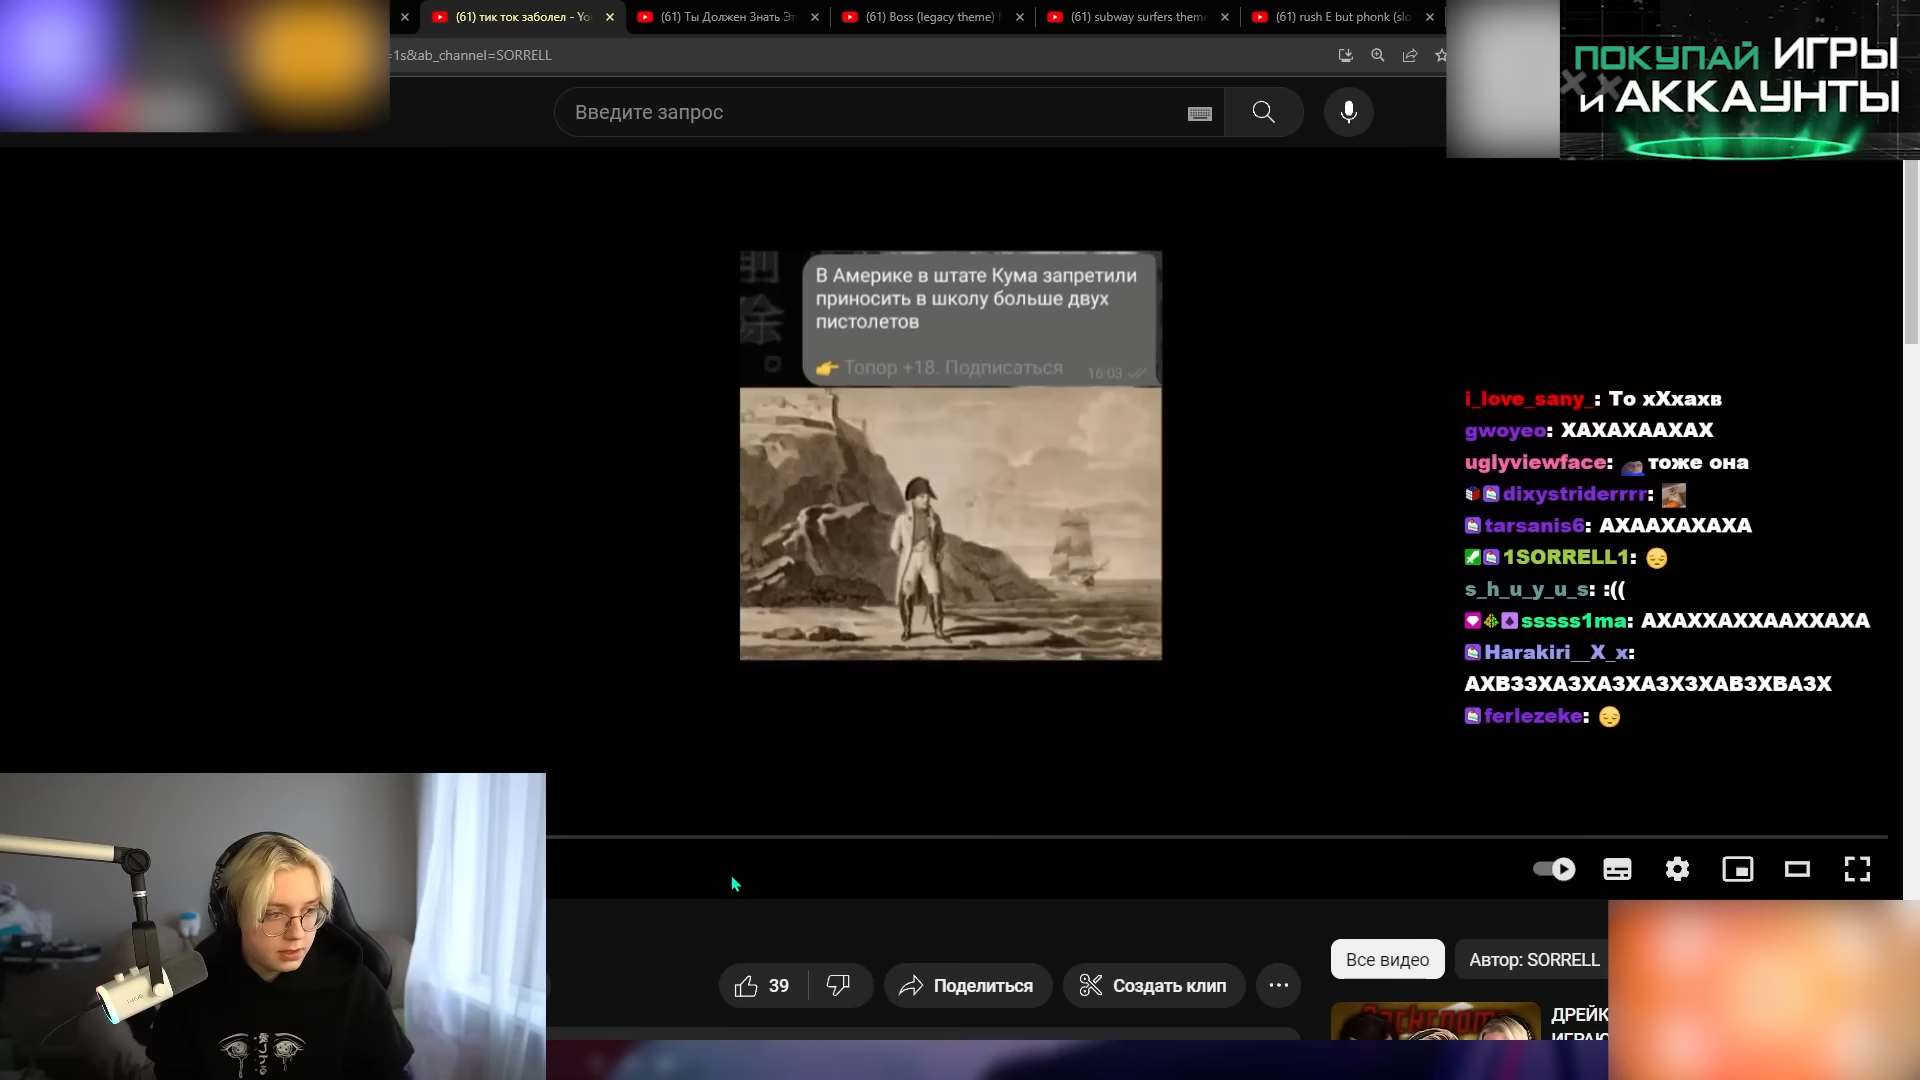 (61) тик ток заболел - Yo
(61) Ты Должен Знать Эт
(61) Boss (legacy theme)
(61) subway surfers theme
(61) rush E but phonk (slo
=1s&ab_channel=SORRELL
Введите запрос
ПОКУПАЙ ИГРЫ
И АККАУНТЫ
В Америке в штате Кума запретили
приносить в школу больше двух
пистолетов
👉 Топор +18. Подписаться
16:03
i_love_sany_: То хХхахв
gwoyeo: ХАХАХААХАХ
uglyviewface: тоже она
dixystriderrrr:
tarsanis6: АХААХАХАХА
1SORRELL1: 😔
s_h_u_y_u_s: :((
sssss1ma: АХАХХАХХААХХАХА
Harakiri__X_x:
АХВЗЗХАЗХАЗХАЗХЗХАВЗХВАЗХ
ferlezeke: 😔
39
Поделиться
Создать клип
Все видео
Автор: SORRELL
ДРЕЙК